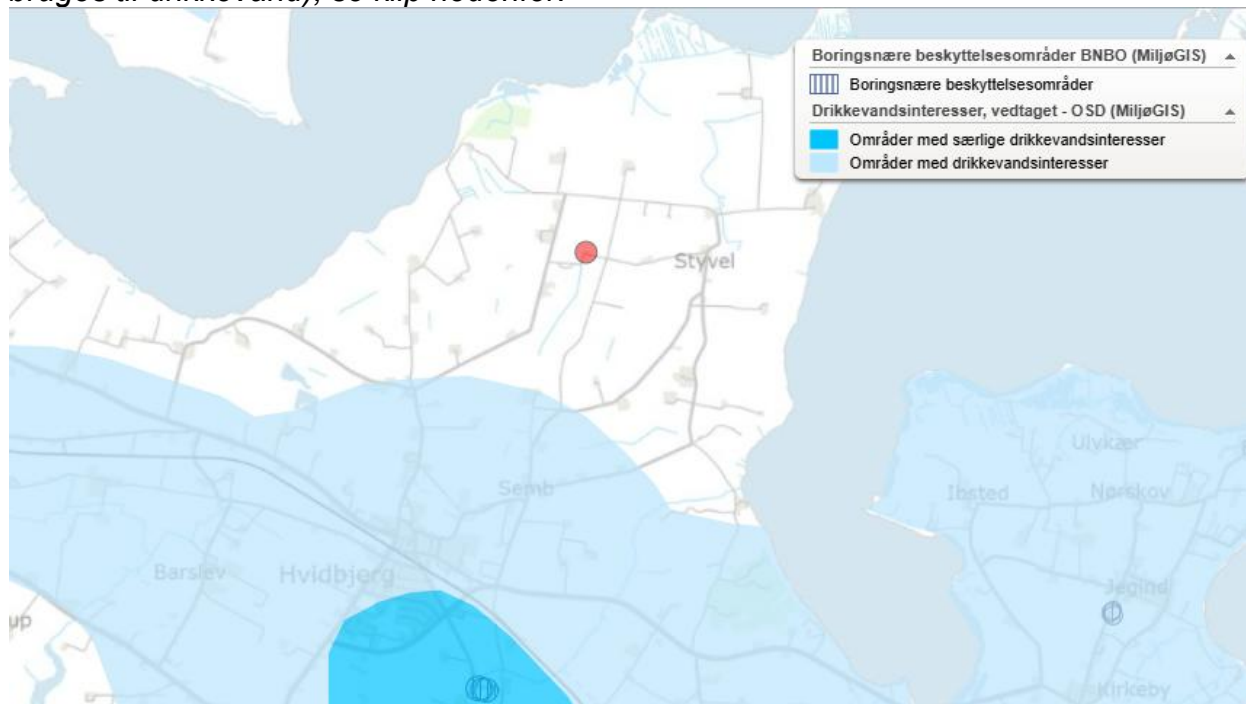 bruges til drikkevand), se klip nedenfor:
Boringsnære beskyttelsesområder BNBO (MiljøGIS)
Boringsnære beskyttelsesområder
Drikkevandsinteresser, vedtaget - OSD (MiljøGIS)
Områder med særlige drikkevandsinteresser
Områder med drikkevandsinteresser
Styvel
Ulvkær
Semb
Ibsted
Nørskov
Barslev
Hvidbjerg
Jegind
up
Kirkeby